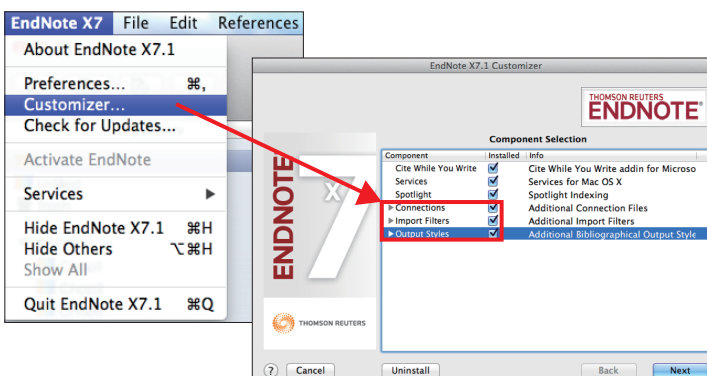 EndNote X7 File Edit References
About EndNote X7.1
Preferences... ⌘,
Customizer...
Check for Updates...
Activate EndNote
Services ▶
Hide EndNote X7.1 ⌘H
Hide Others ⌥⌘H
Show All
Quit EndNote X7.1 ⌘Q
EndNote X7.1 Customizer
THOMSON REUTERS
ENDNOTE®
Component Selection
ENDNOTE
X7
THOMSON REUTERS
Component Installed Info
Cite While You Write Cite While You Write addin for Microso
Services Services for Mac OS X
Spotlight Spotlight Indexing
Connections Additional Connection Files
Import Filters Additional Import Filters
Output Styles Additional Bibliographical Output Style
? Cancel Uninstall Back Next